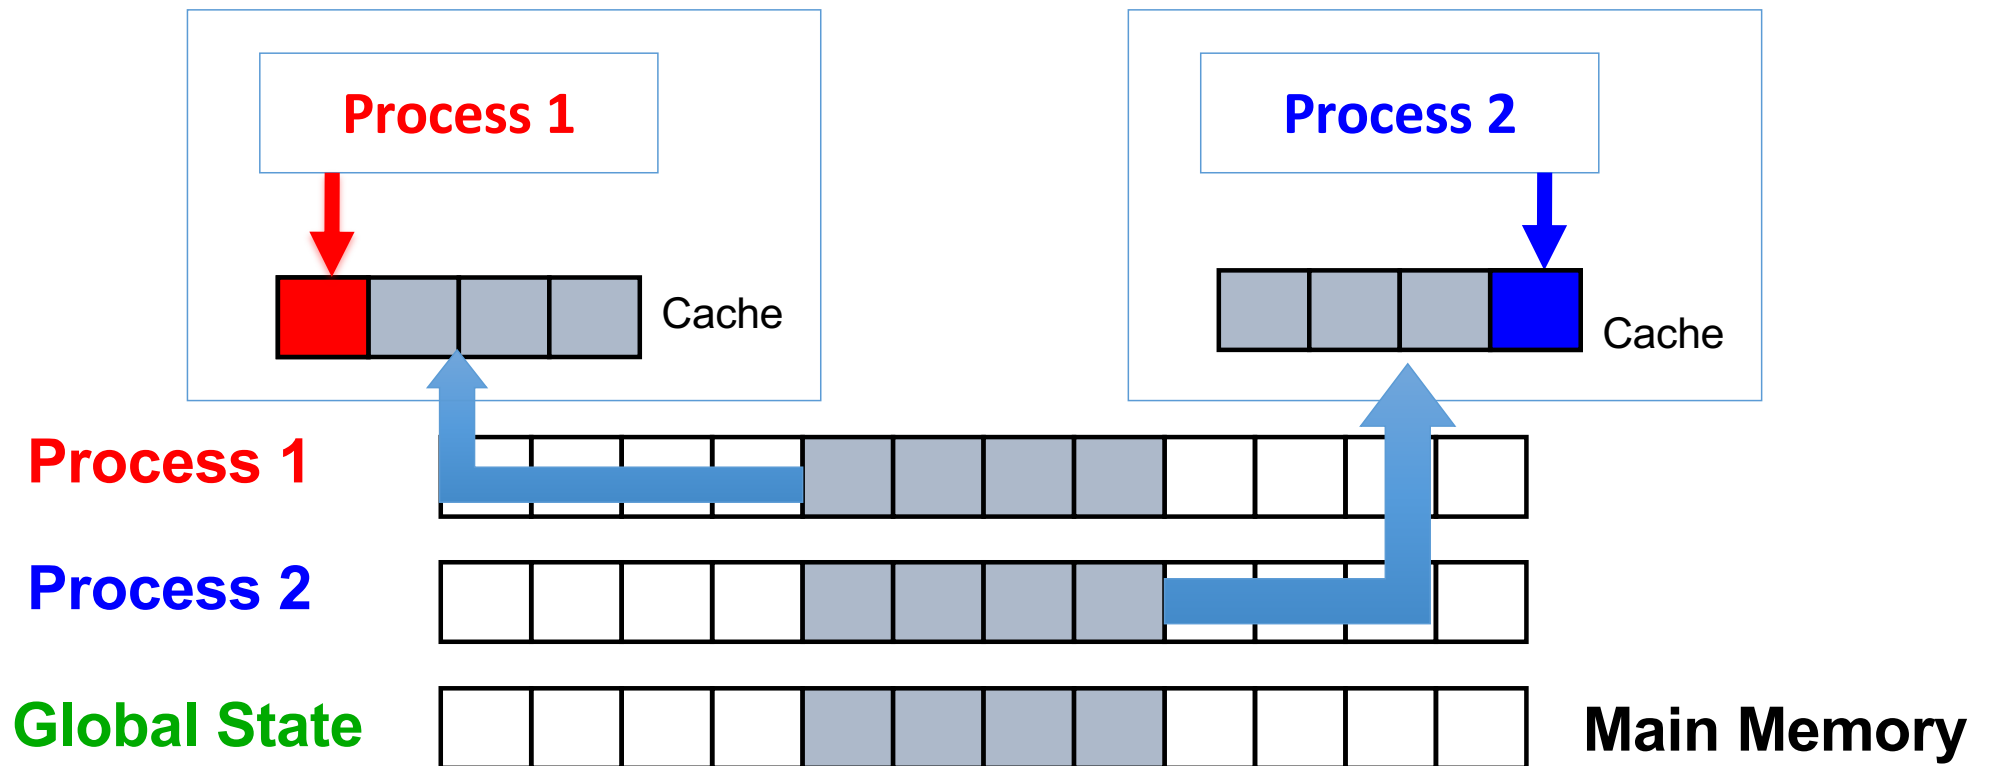 Process 1
Process 2
Cache
Cache
Process 1
Process 2
Global State
Main Memory